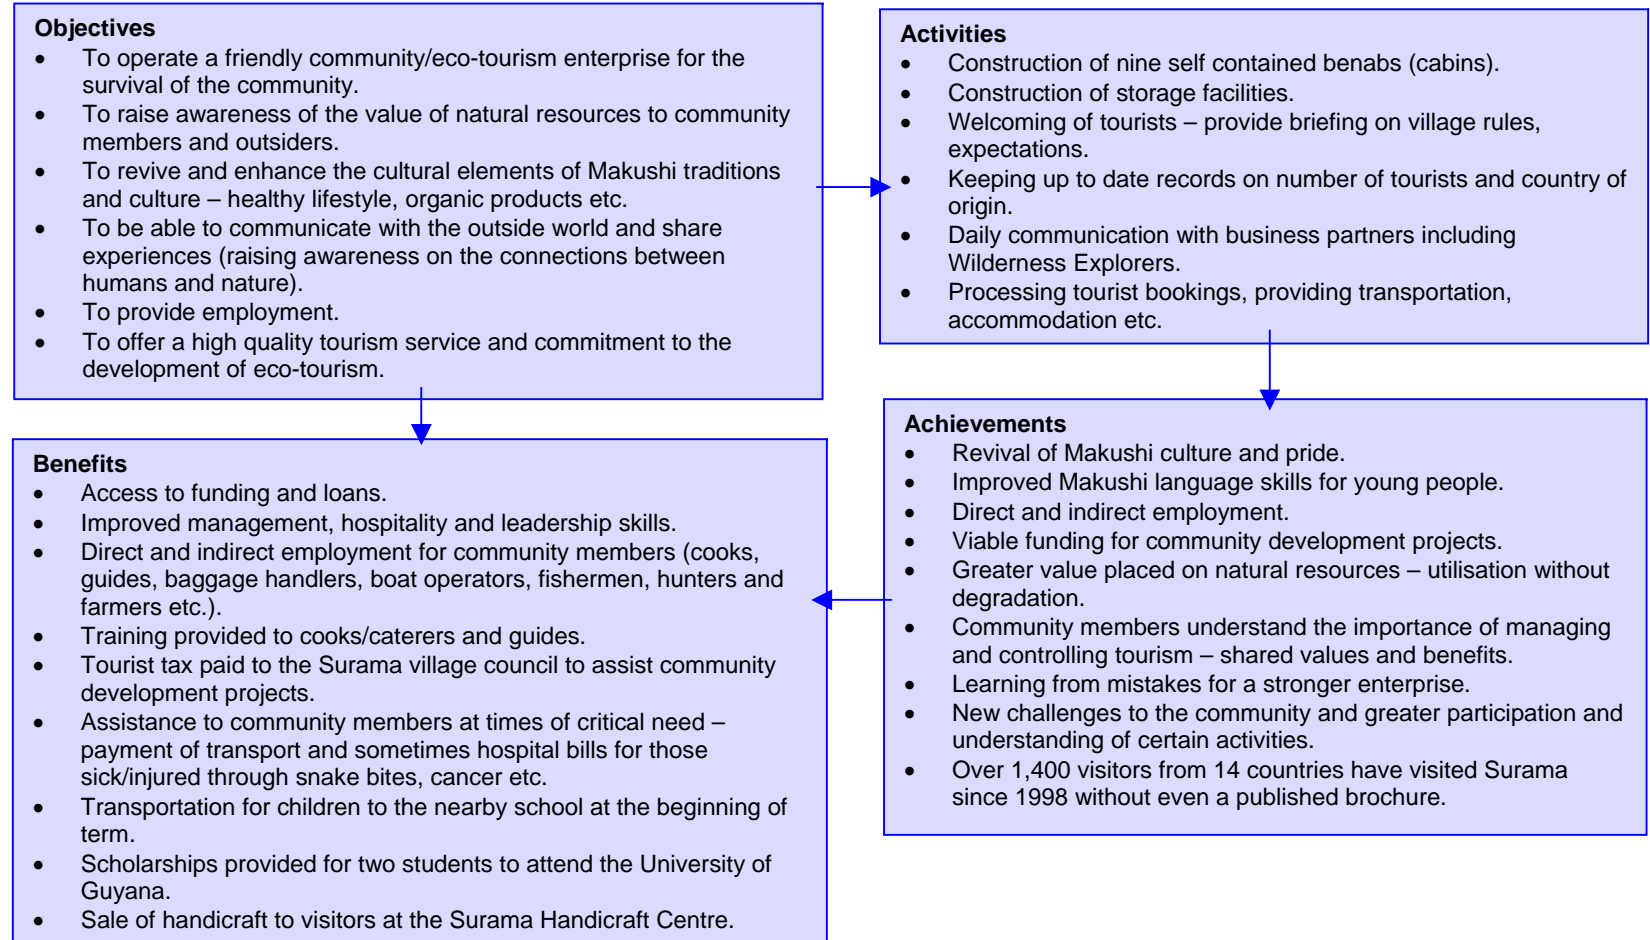 Objectives
• To operate a friendly community/eco-tourism enterprise for the
survival of the community.
• To raise awareness of the value of natural resources to community
members and outsiders.
• To revive and enhance the cultural elements of Makushi traditions
and culture – healthy lifestyle, organic products etc.
• To be able to communicate with the outside world and share
experiences (raising awareness on the connections between
humans and nature).
• To provide employment.
• To offer a high quality tourism service and commitment to the
development of eco-tourism.
Activities
• Construction of nine self contained benabs (cabins).
• Construction of storage facilities.
• Welcoming of tourists – provide briefing on village rules,
expectations.
• Keeping up to date records on number of tourists and country of
origin.
• Daily communication with business partners including
Wilderness Explorers.
• Processing tourist bookings, providing transportation,
accommodation etc.
Achievements
• Revival of Makushi culture and pride.
• Improved Makushi language skills for young people.
• Direct and indirect employment.
• Viable funding for community development projects.
• Greater value placed on natural resources – utilisation without
degradation.
• Community members understand the importance of managing
and controlling tourism – shared values and benefits.
• Learning from mistakes for a stronger enterprise.
• New challenges to the community and greater participation and
understanding of certain activities.
• Over 1,400 visitors from 14 countries have visited Surama
since 1998 without even a published brochure.
Benefits
• Access to funding and loans.
• Improved management, hospitality and leadership skills.
• Direct and indirect employment for community members (cooks,
guides, baggage handlers, boat operators, fishermen, hunters and
farmers etc.).
• Training provided to cooks/caterers and guides.
• Tourist tax paid to the Surama village council to assist community
development projects.
• Assistance to community members at times of critical need –
payment of transport and sometimes hospital bills for those
sick/injured through snake bites, cancer etc.
• Transportation for children to the nearby school at the beginning of
term.
• Scholarships provided for two students to attend the University of
Guyana.
• Sale of handicraft to visitors at the Surama Handicraft Centre.